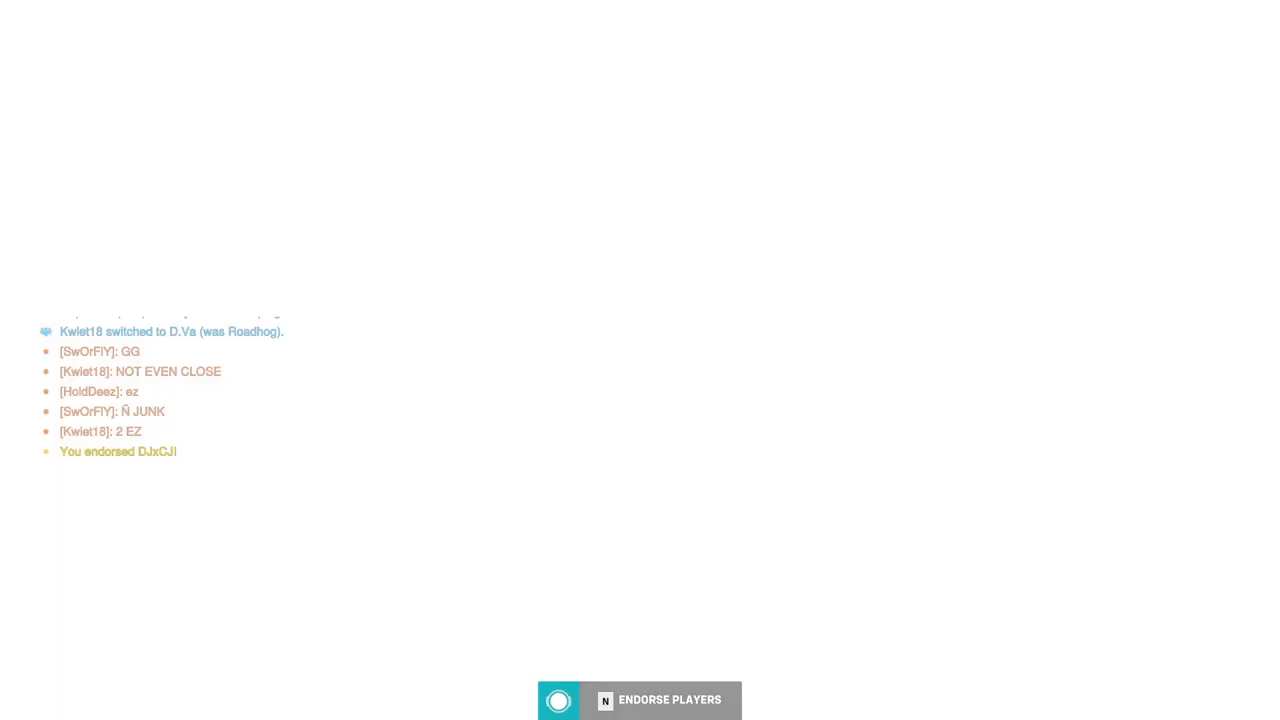 Kwiet18 switched to D.Va (was Roadhog).
[SwOrFlY]: GG
[Kwiet18]: NOT EVEN CLOSE
[HoldDeez]: ez
[SwOrFlY]: Ñ JUNK
[Kwiet18]: 2 EZ
You endorsed DJxCJI
N ENDORSE PLAYERS